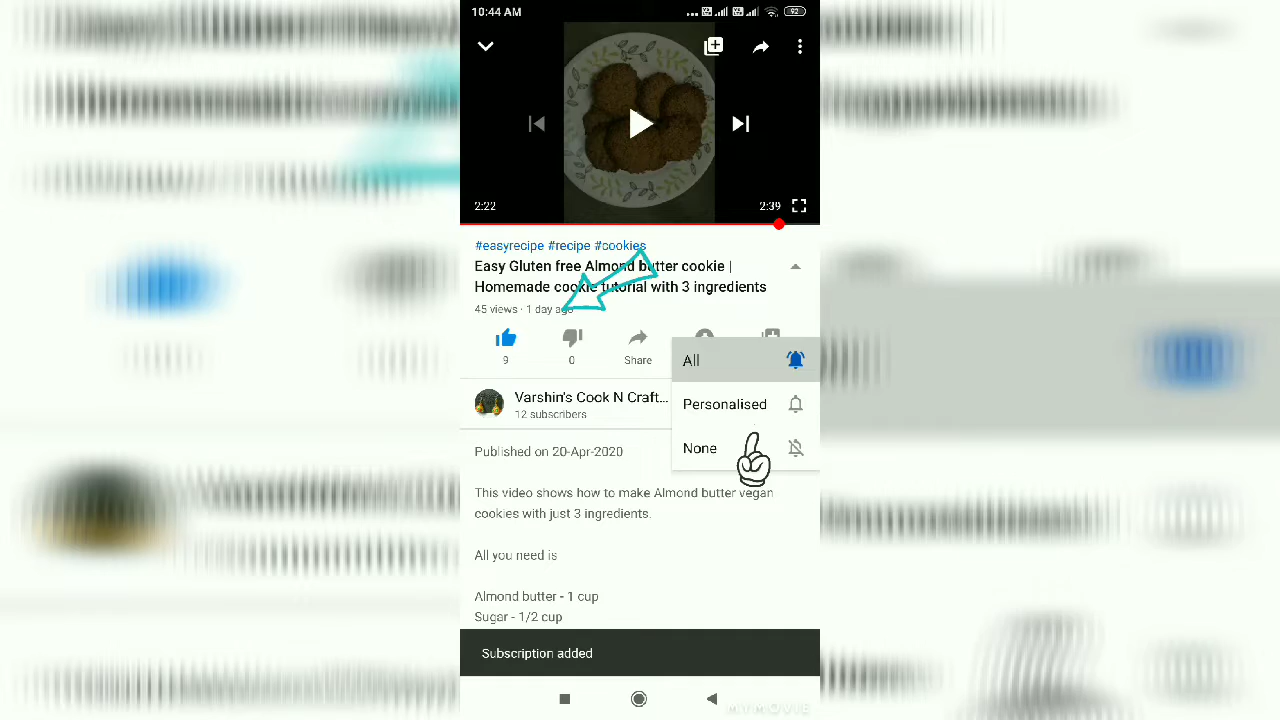 10:44 AM
92
2:22
2:39
#easyrecipe #recipe #cookies
Easy Gluten free Almond butter cookie |
Homemade cookie tutorial with 3 ingredients
45 views · 1 day ago
9
0
Share
All
Personalised
None
Varshin's Cook N Craft...
12 subscribers
Published on 20-Apr-2020
This video shows how to make Almond butter vegan
cookies with just 3 ingredients.
All you need is
Almond butter - 1 cup
Sugar - 1/2 cup
Subscription added
MYMOVIE